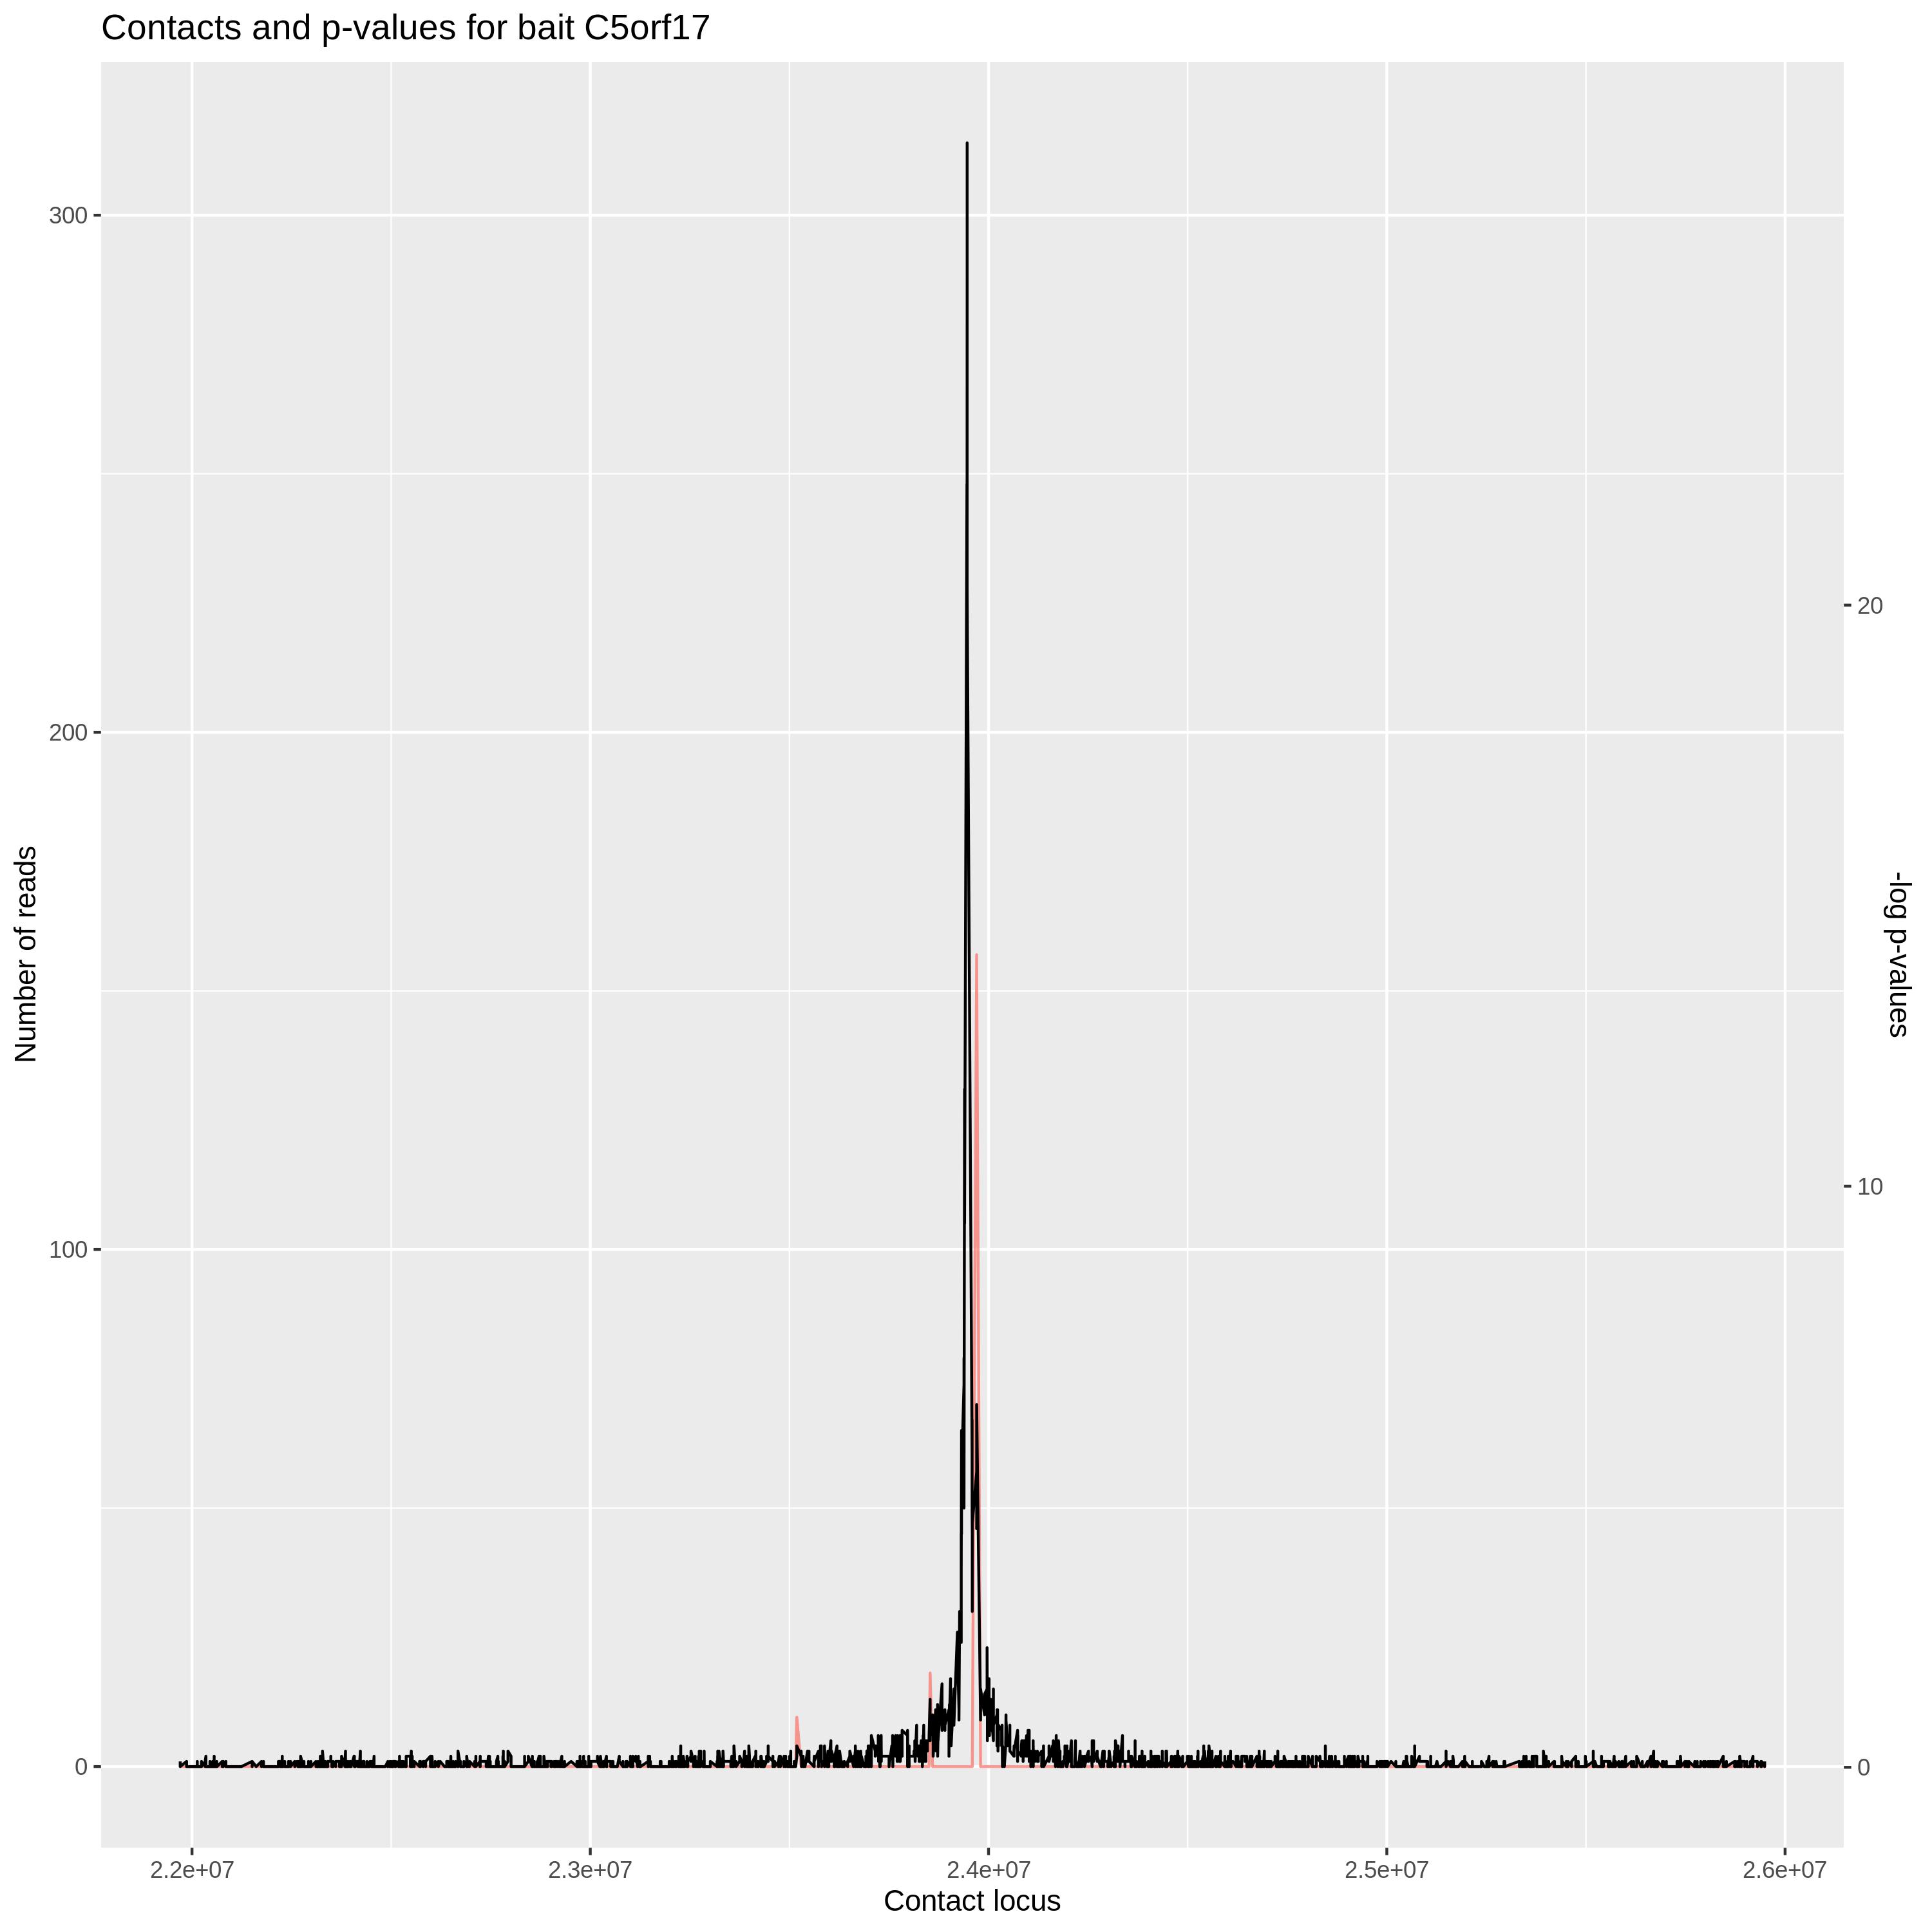 Contacts and p-values for bait C5orf17
300
200
100
0
Number of reads
20
10
0
-log p-values
2.2e+07 2.3e+07 2.4e+07 2.5e+07 2.6e+07
Contact locus